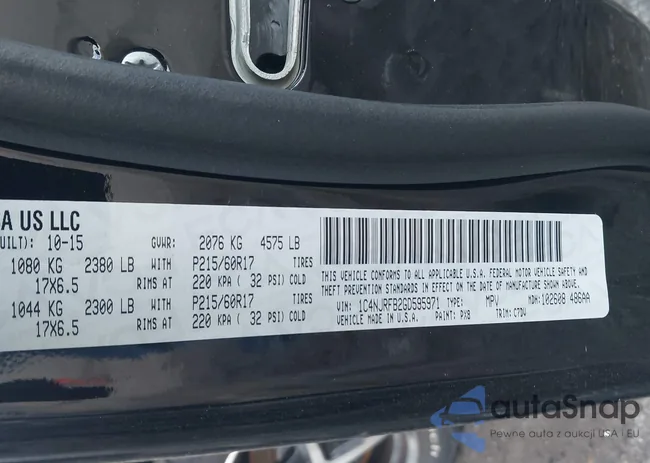 A US LLC
UILT): 10-15 GVWR: 2076 KG 4575 LB
1080 KG 2380 LB WITH P215/60R17 TIRES
17X6.5 RIMS AT 220 KPA ( 32 PSI) COLD
1044 KG 2300 LB WITH P215/60R17 TIRES
17X6.5 RIMS AT 220 KPA ( 32 PSI) COLD
THIS VEHICLE CONFORMS TO ALL APPLICABLE U.S.A. FEDERAL MOTOR VEHICLE SAFETY AND
THEFT PREVENTION STANDARDS IN EFFECT ON THE DATE OF MANUFACTURE SHOWN ABOVE.
VIN: 1C4NJRFB2GD595971 TYPE: MPV MDH: 102608 486AA
VEHICLE MADE IN U.S.A. PAINT: PX8 TRIM: C7DV
autoSnap
Pewne auta z aukcji USA i EU